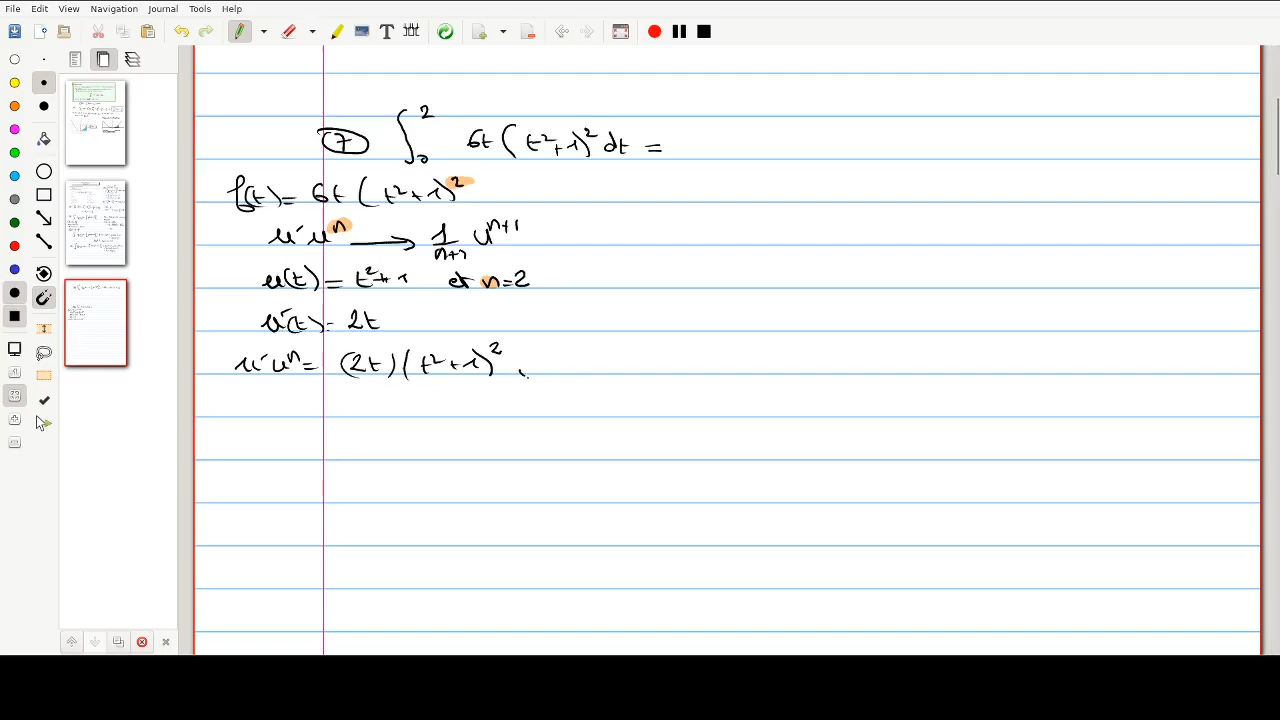 File Edit View Navigation Journal Tools Help
⑦ ∫₀² 6t(t²+1)² dt =
f(t) = 6t(t²+1)²
u' uⁿ ⟶ 1/(n+1) uⁿ⁺¹
u(t) = t²+1 et n=2
u'(t) = 2t
u' uⁿ = (2t)(t²+1)²